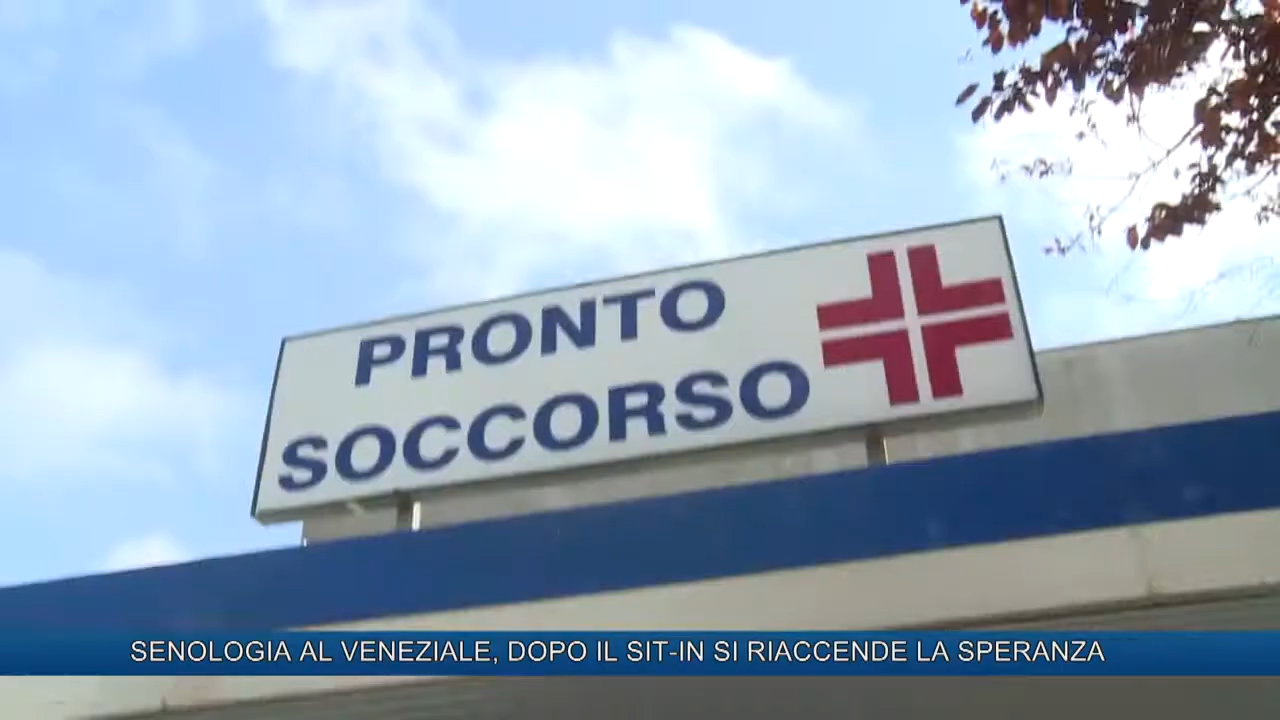 PRONTO
SOCCORSO
SENOLOGIA AL VENEZIALE, DOPO IL SIT-IN SI RIACCENDE LA SPERANZA